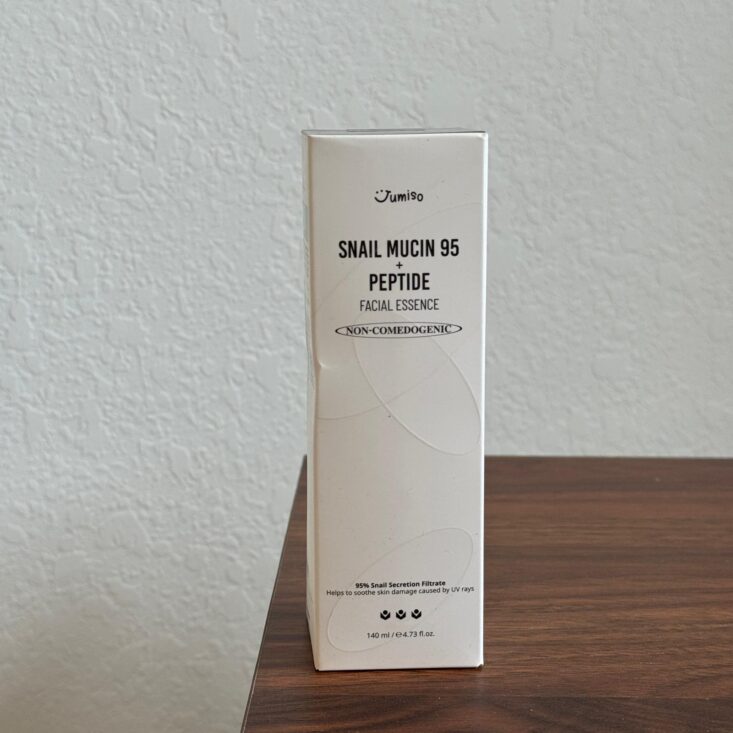 Jumiso
SNAIL MUCIN 95
+
PEPTIDE
FACIAL ESSENCE
NON-COMEDOGENIC
95% Snail Secretion Filtrate
Helps to soothe skin damage caused by UV rays
140 ml / ℮ 4.73 fl.oz.